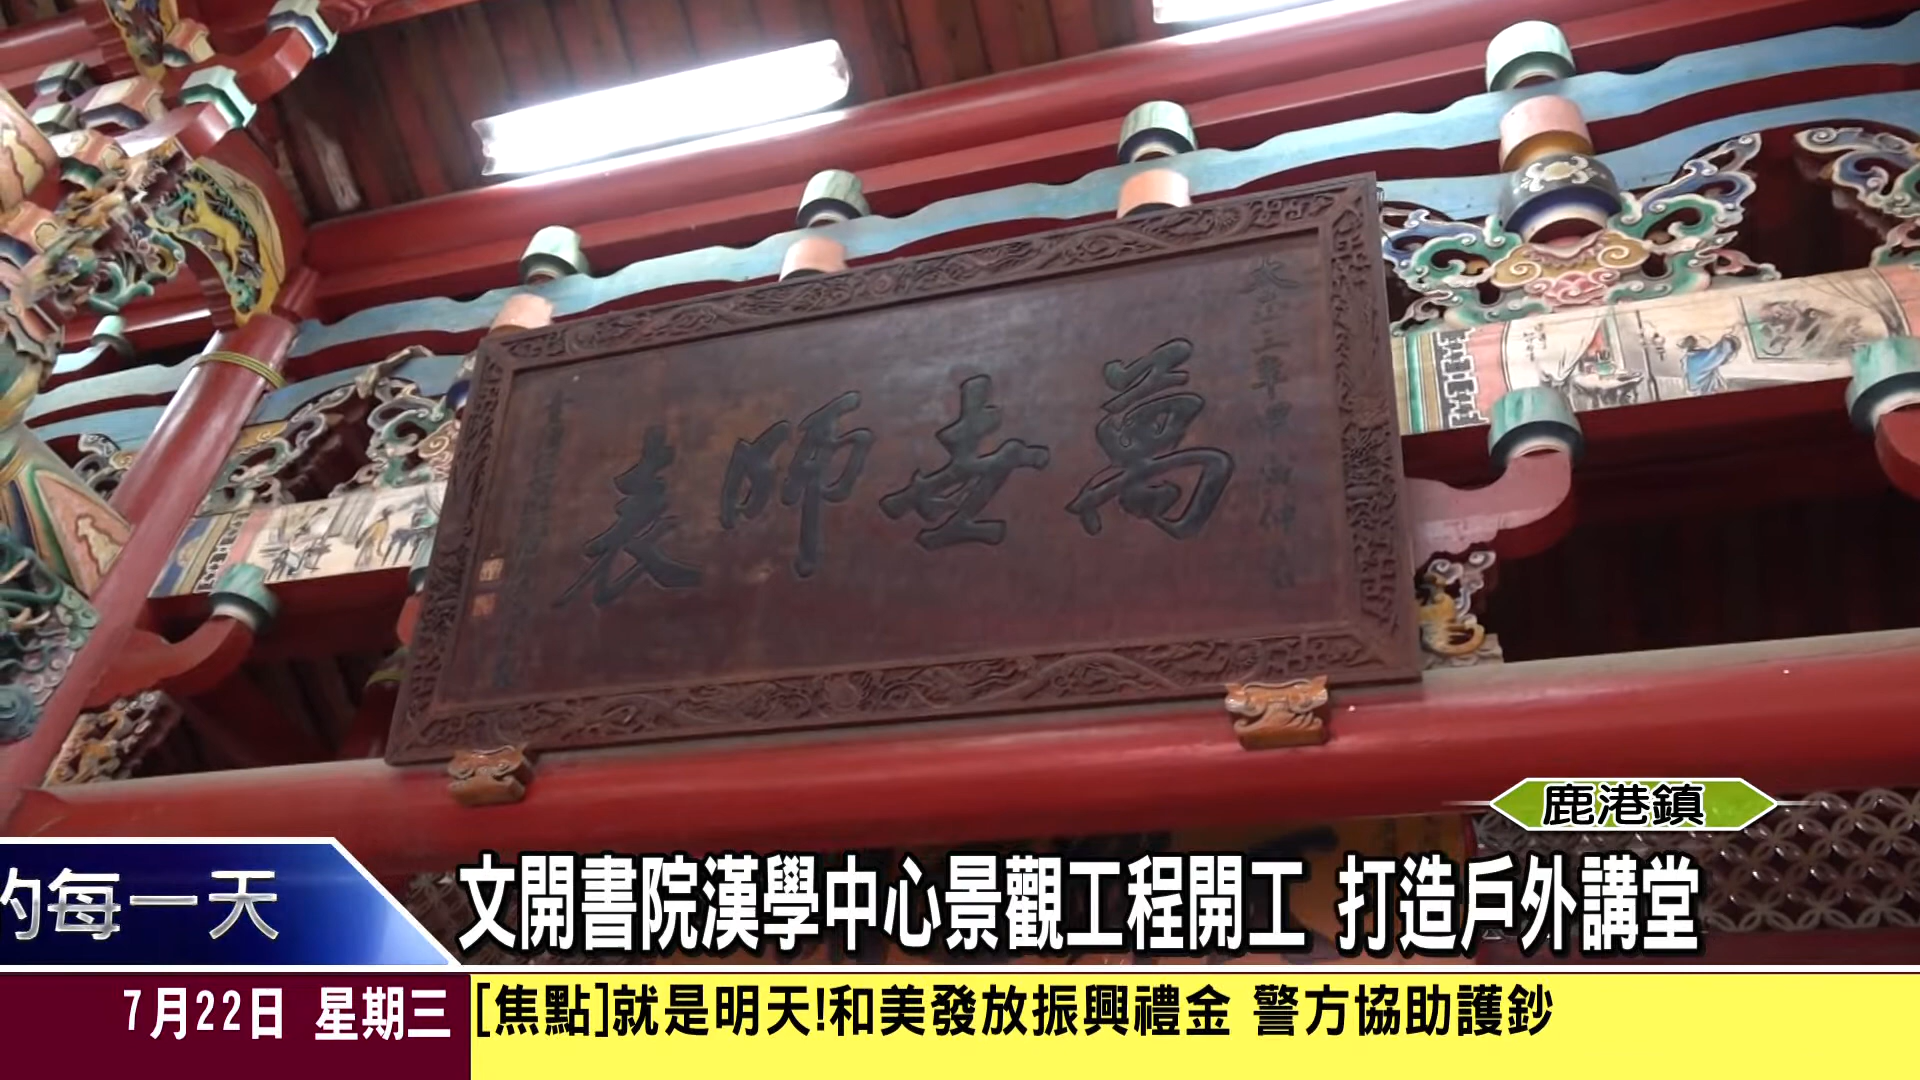 萬世師表
鹿港鎮
的每一天
文開書院漢學中心景觀工程開工 打造戶外講堂
7月22日 星期三
[焦點]就是明天!和美發放振興禮金 警方協助護鈔